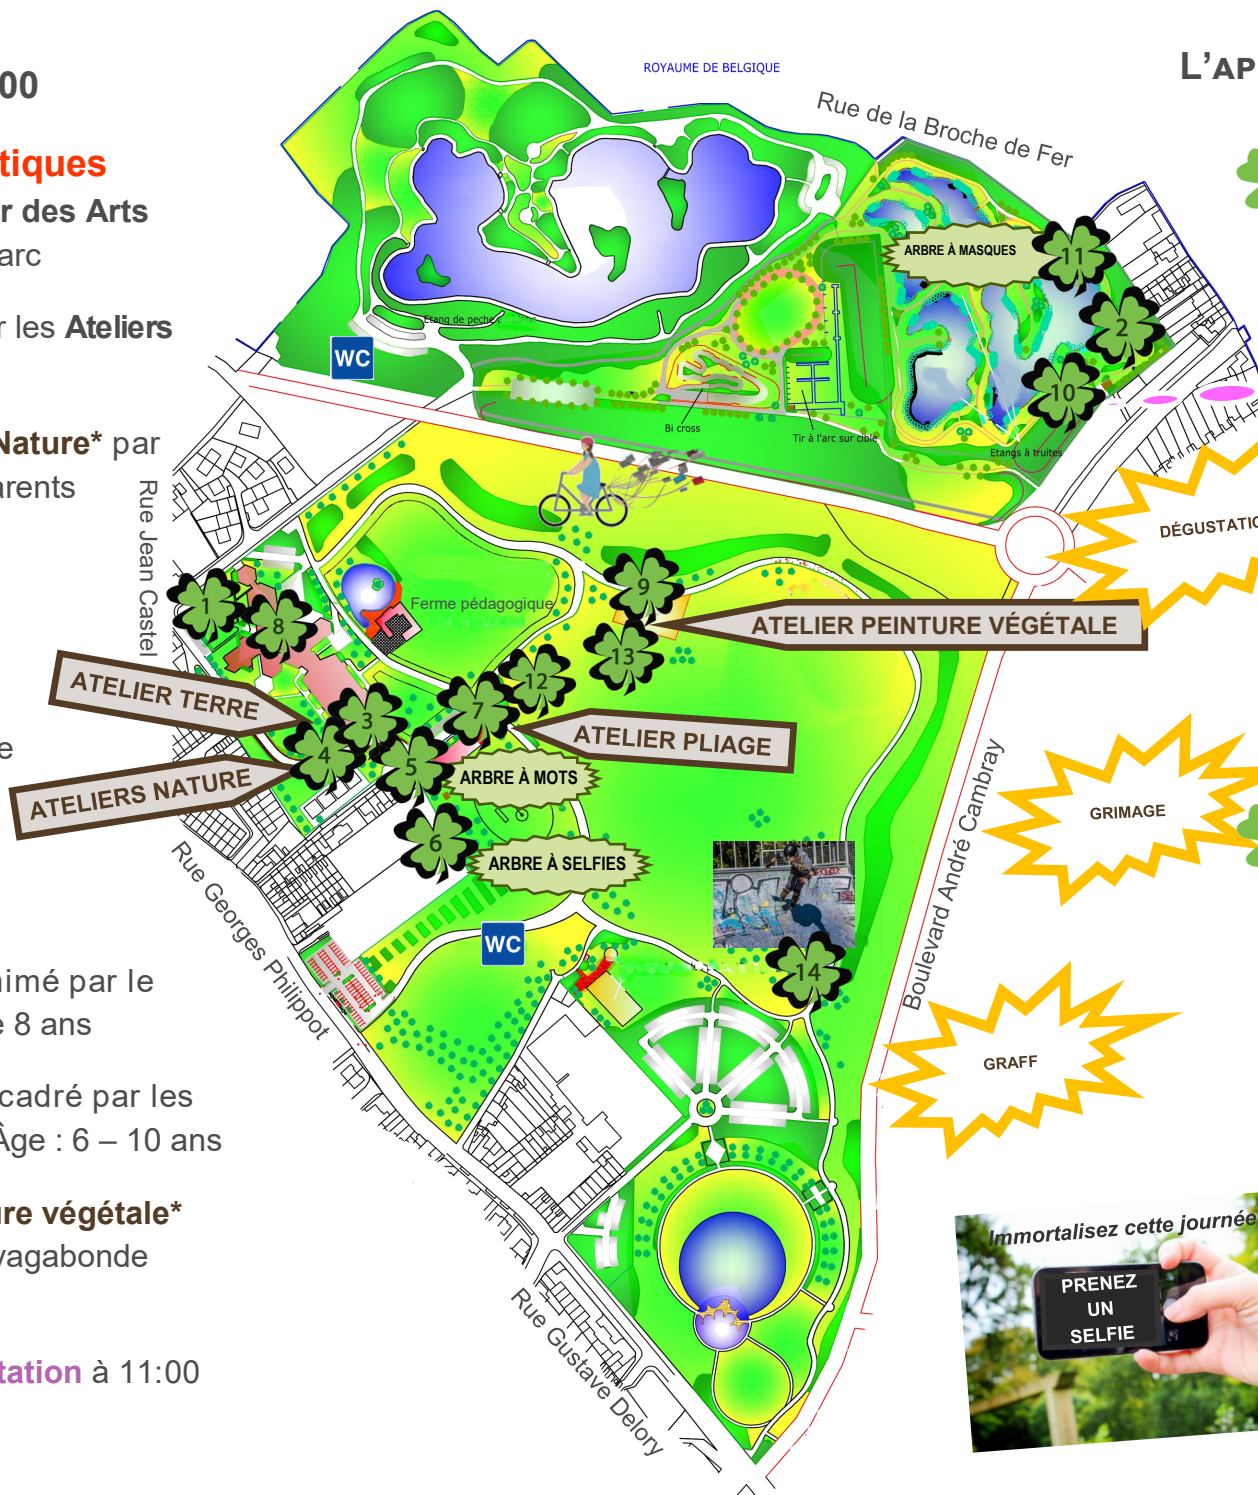 00
tiques
r des Arts
arc
r les Ateliers
Nature* par
arents
e
nimé par le
e 8 ans
cadré par les
Âge : 6 – 10 ans
ure végétale*
vagabonde
tation à 11:00
L'AP
ROYAUME DE BELGIQUE
Rue de la Broche de Fer
ARBRE À MASQUES
11
2
10
Etang de peche
WC
Bi cross
Tir à l'arc sur cible
Etangs à truites
DÉGUSTATIO
Rue Jean Castel
1
8
Ferme pédagogique
9
ATELIER PEINTURE VÉGÉTALE
13
12
7
3
ATELIER TERRE
4
5
ATELIER PLIAGE
ATELIERS NATURE
ARBRE À MOTS
6
ARBRE À SELFIES
GRIMAGE
Boulevard André Cambray
Rue Georges Philippot
WC
14
GRAFF
Rue Gustave Delory
Immortalisez cette journée
PRENEZ
UN
SELFIE